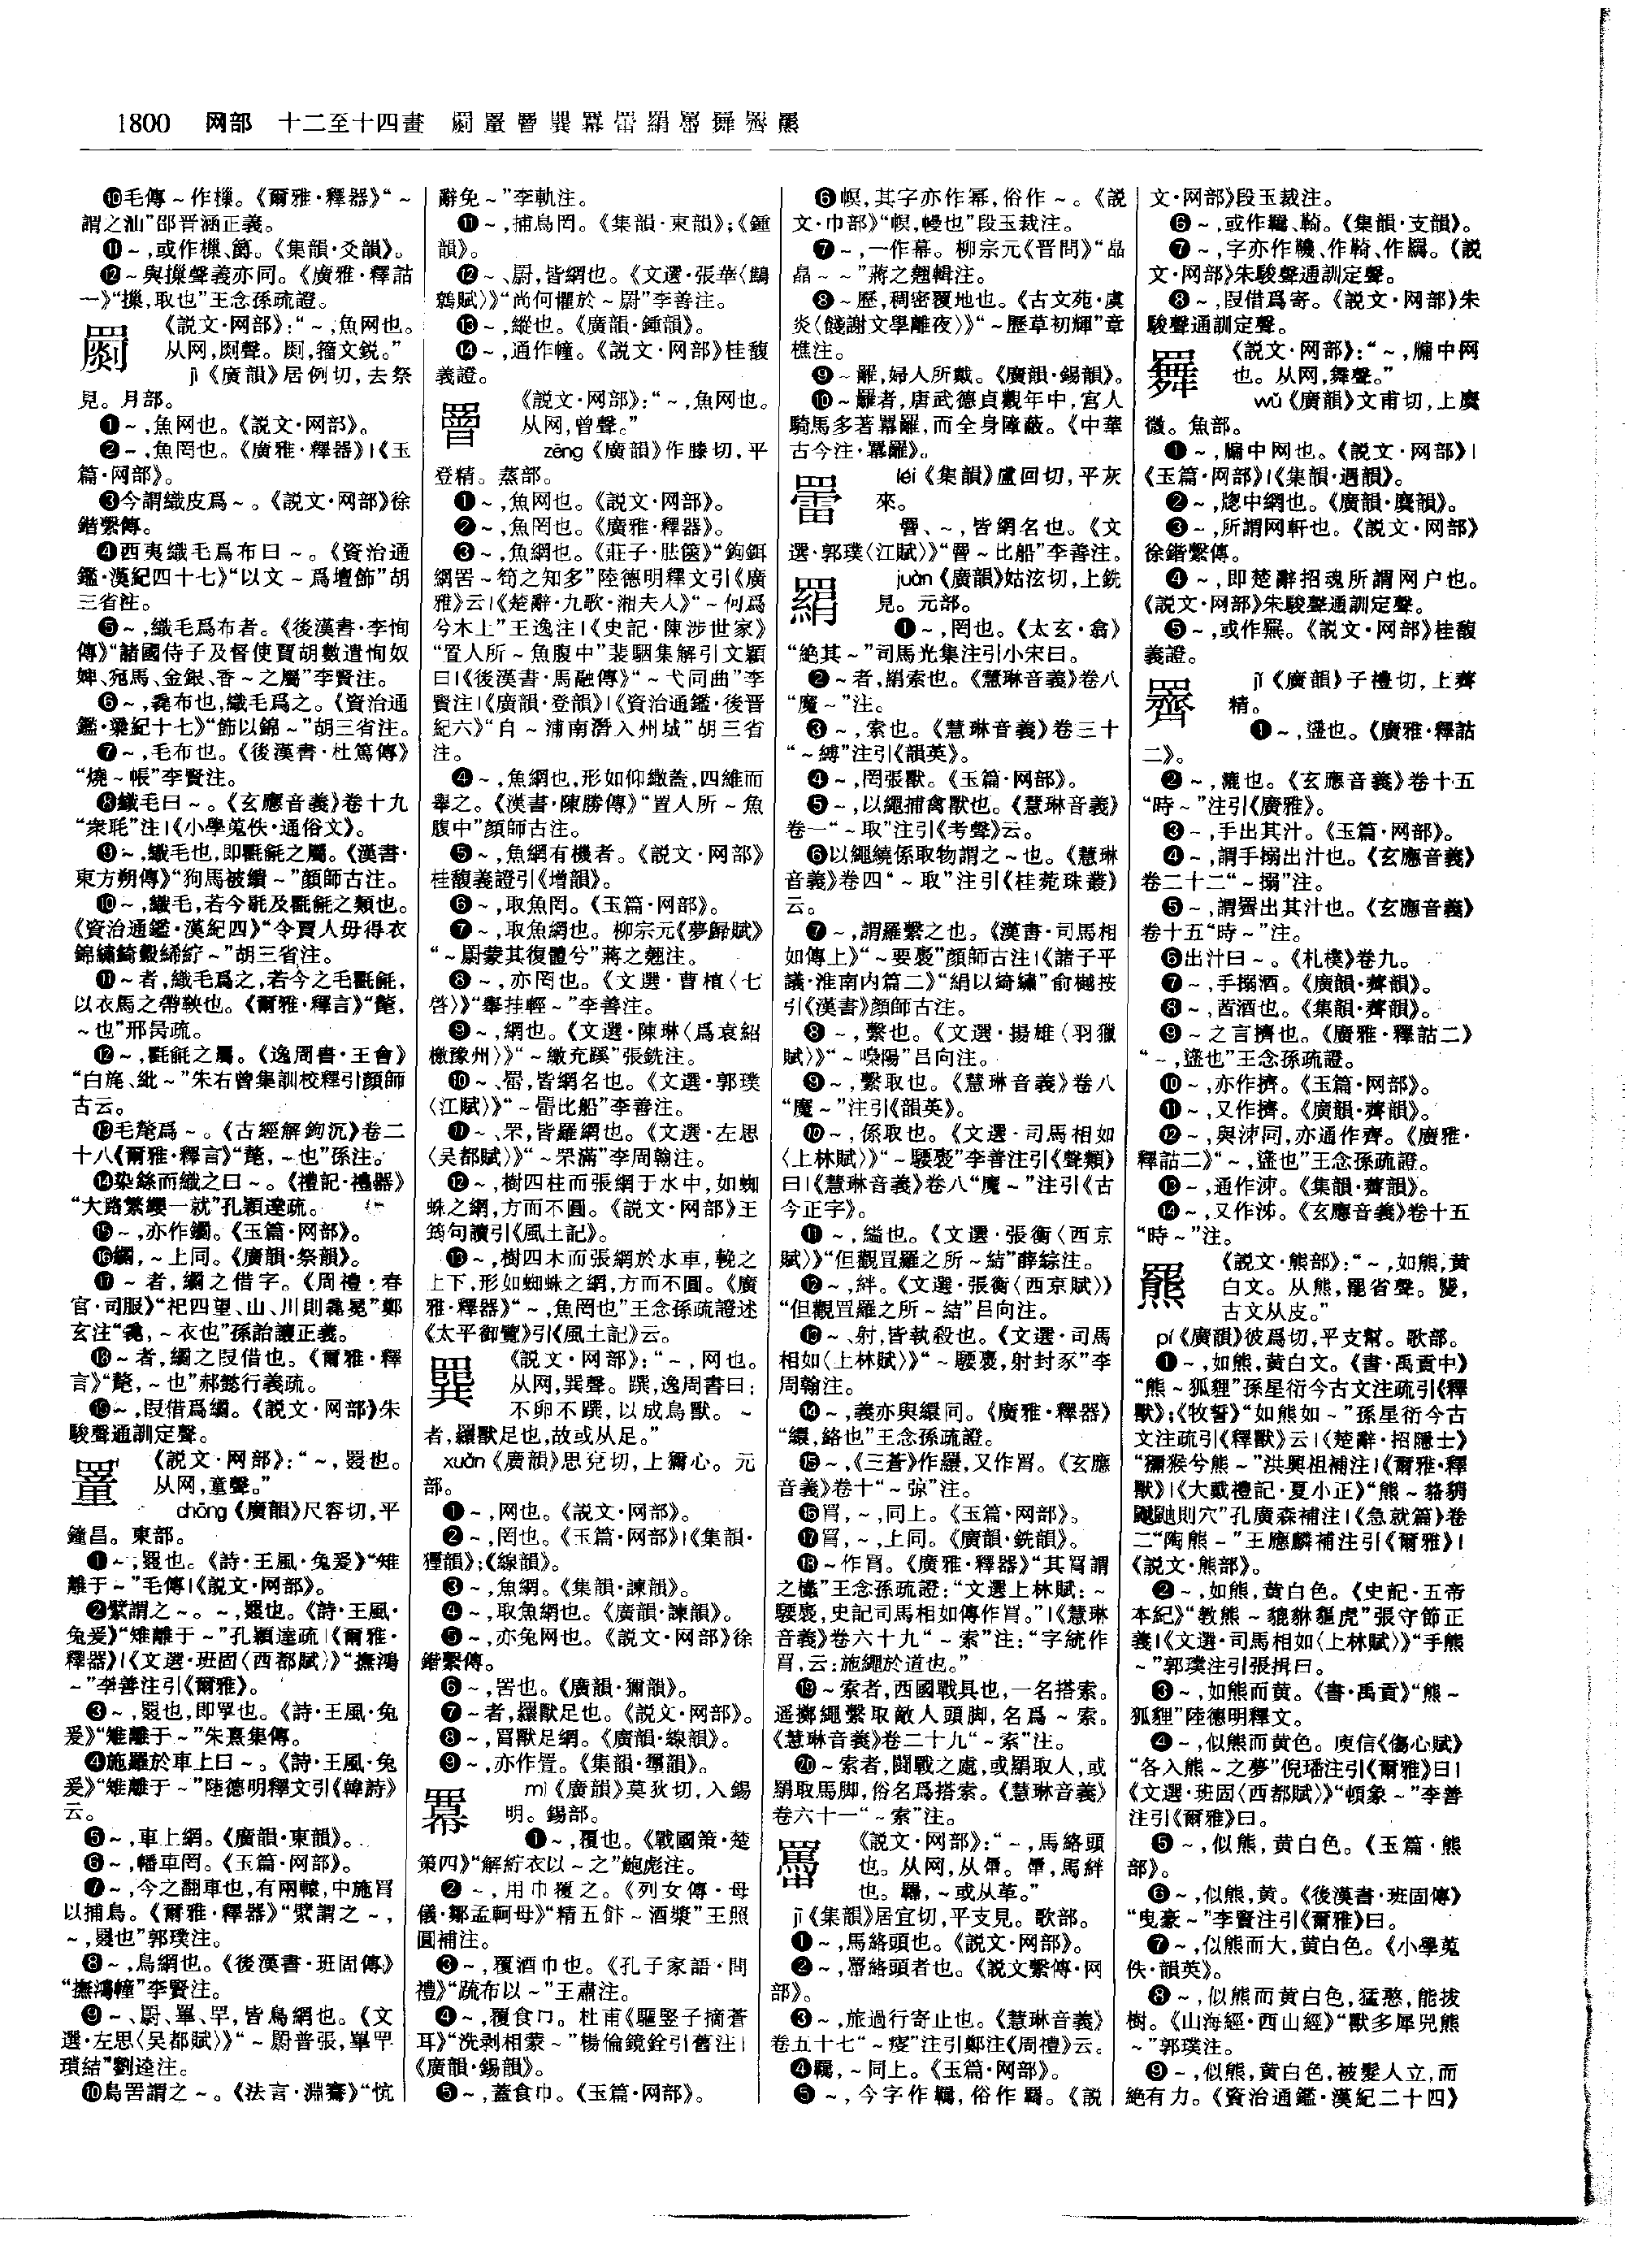 1800 网部 十二至十四畫 罽罿罾㔼羃䍣羂䍜䍢䍤羆
❿毛傳～作樔。《爾雅·釋器》“～
謂之汕”邵晋涵正義。
⓫～,或作樔、罺。《集韻·爻韻》。
⓬～與摷聲義亦同。《廣雅·釋詁
一》“摷,取也”王念孫疏證。
罽 《説文·网部》：“～,魚网也。
从网,𠜽聲。𠜽,籀文鋭。”
jì《廣韻》居例切,去祭
見。月部。
❶～,魚网也。《説文·网部》。
❷～,魚罔也。《廣雅·釋器》|《玉
篇·网部》。
❸今謂織皮爲～。《説文·网部》徐
鍇繫傳。
❹西夷織毛爲布曰～。《資治通
鑑·漢紀四十七》“以文～爲壇飾”胡
三省注。
❺～,織毛爲布者。《後漢書·李恂
傳》“諸國侍子及督使賈胡數遺恂奴
婢、宛馬、金銀、香～之屬”李賢注。
❻～,毳布也,織毛爲之。《資治通
鑑·梁紀十七》“飾以錦～”胡三省注。
❼～,毛布也。《後漢書·杜篤傳》
“燒～帳”李賢注。
❽織毛曰～。《玄應音義》卷十九
“衆毦”注|《小學蒐佚·通俗文》。
❾～,織毛也,即氍毹之屬。《漢書·
東方朔傳》“狗馬被繢～”顔師古注。
❿～,織毛,若今毼及氍毹之類也。
《資治通鑑·漢紀四》“令賈人毋得衣
錦繡綺縠絺紵～”胡三省注。
⓫～者,織毛爲之,若今之毛氍毹,
以衣馬之帶鞅也。《爾雅·釋言》“氂,
～也”邢昺疏。
⓬～,氍毹之屬。《逸周書·王會》
“白旄、紕～”朱右曾集訓校釋引顔師
古云。
⓭毛氂爲～。《古經解鉤沉》卷二
十八《爾雅·釋言》“氂,～也”孫注。
⓮染絲而織之曰～。《禮記·禮器》
“大路繁纓一就”孔穎達疏。
⓯～,亦作𦇧。《玉篇·网部》。
⓰𦇧,～上同。《廣韻·祭韻》。
⓱～者,𦇧之借字。《周禮·春
官·司服》“祀四望、山、川則毳冕”鄭
玄注“毳,～衣也”孫詒讓正義。
⓲～者,𦇧之叚借也。《爾雅·釋
言》“氂,～也”郝懿行義疏。
⓳～,叚借爲𦇧。《説文·网部》朱
駿聲通訓定聲。
罿 《説文·网部》：“～,罬也。
从网,童聲。”
chōng《廣韻》尺容切,平
鍾昌。東部。
❶～,罬也。《詩·王風·兔爰》“雉
離于～”毛傳|《説文·网部》。
❷繴謂之～。～,罬也。《詩·王風·
兔爰》“雉離于～”孔穎達疏|《爾雅·
釋器》|《文選·班固〈西都賦〉》“撫鴻
～”李善注引《爾雅》。
❸～,罬也,即罦也。《詩·王風·兔
爰》“雉離于～”朱熹集傳。
❹施羅於車上曰～。《詩·王風·兔
爰》“雉離于～”陸德明釋文引《韓詩》
云。
❺～,車上網。《廣韻·東韻》。
❻～,幡車罔。《玉篇·网部》。
❼～,今之翻車也,有兩轅,中施罥
以捕鳥。《爾雅·釋器》“繴謂之～,
～,罬也”郭璞注。
❽～,鳥網也。《後漢書·班固傳》
“撫鴻幢”李賢注。
❾～、罻、罼、罕,皆鳥網也。《文
選·左思〈吴都賦〉》“～罻普張,罼罕
瑣結”劉逵注。
❿鳥罟謂之～。《法言·淵騫》“忼
辭免～”李軌注。
⓫～,捕鳥罔。《集韻·東韻》;《鍾
韻》。
⓬～、罻,皆網也。《文選·張華〈鷦
鷯賦〉》“尚何懼於～罻”李善注。
⓭～,縱也。《廣韻·鍾韻》。
⓮～,通作幢。《説文·网部》桂馥
義證。
罾 《説文·网部》：“～,魚网也。
从网,曾聲。”
zēng《廣韻》作滕切,平
登精。蒸部。
❶～,魚网也。《説文·网部》。
❷～,魚罔也。《廣雅·釋器》。
❸～,魚網也。《莊子·胠篋》“鉤餌
網罟～笱之知多”陸德明釋文引《廣
雅》云|《楚辭·九歌·湘夫人》“～何爲
兮木上”王逸注|《史記·陳涉世家》
“置人所～魚腹中”裴駰集解引文穎
曰|《後漢書·馬融傳》“～弋同曲”李
賢注|《廣韻·登韻》|《資治通鑑·後晋
紀六》“自～浦南潛入州城”胡三省
注。
❹～,魚網也,形如仰繖蓋,四維而
舉之。《漢書·陳勝傳》“置人所～魚
腹中”顔師古注。
❺～,魚網有機者。《説文·网部》
桂馥義證引《增韻》。
❻～,取魚罔。《玉篇·网部》。
❼～,取魚網也。柳宗元《夢歸賦》
“～罻蒙其復體兮”蔣之翹注。
❽～,亦罔也。《文選·曹植〈七
啓〉》“舉挂輕～”李善注。
❾～,網也。《文選·陳琳〈爲袁紹
檄豫州〉》“～繳充蹊”張銑注。
❿～、䍣,皆網名也。《文選·郭璞
〈江賦〉》“～䍣比船”李善注。
⓫～、罘,皆羅網也。《文選·左思
〈吴都賦〉》“～罘滿”李周翰注。
⓬～,樹四柱而張網于水中,如蜘
蛛之網,方而不圓。《説文·网部》王
筠句讀引《風土記》。
⓭～,樹四木而張網於水車,輓之
上下,形如蜘蛛之網,方而不圓。《廣
雅·釋器》“～,魚罔也”王念孫疏證述
《太平御覽》引《風土記》云。
《説文·网部》：“～,网也。
从网,巽聲。𨅍,逸周書曰：
不卵不𨅍,以成鳥獸。～
者,䍐獸足也,故或从足。”
xuǎn《廣韻》思兖切,上獮心。元
部。
❶～,网也。《説文·网部》。
❷～,罔也。《玉篇·网部》|《集韻·
獮韻》;《線韻》。
❸～,魚網。《集韻·諫韻》。
❹～,取魚網也。《廣韻·諫韻》。
❺～,亦兔网也。《説文·网部》徐
鍇繫傳。
❻～,罟也。《廣韻·獮韻》。
❼～者,羂獸足也。《説文·网部》。
❽～,罥獸足網。《廣韻·線韻》。
❾～,亦作罝。《集韻·獮韻》。
羃 mì《廣韻》莫狄切,入錫
明。錫部。
❶～,覆也。《戰國策·楚
策四》“解紵衣以～之”鮑彪注。
❷～,用巾覆之。《列女傳·母
儀·鄒孟軻母》“精五飰～酒漿”王照
圓補注。
❸～,覆酒巾也。《孔子家語·問
禮》“疏布以～”王肅注。
❹～,覆食冂。杜甫《驅豎子摘蒼
耳》“洗剥相蒙～”楊倫鏡銓引舊注|
《廣韻·錫韻》。
❺～,蓋食巾。《玉篇·网部》。
❻幎,其字亦作幂,俗作～。《説
文·巾部》“幎,幔也”段玉裁注。
❼～,一作幕。柳宗元《晋問》“皛
皛～～”蔣之翹輯注。
❽～歷,稠密覆地也。《古文苑·虞
炎〈餞謝文學離夜〉》“～歷草初輝”章
樵注。
❾～䍦,婦人所戴。《廣韻·錫韻》。
❿～䍦者,唐武德貞觀年中,宫人
騎馬多著羃䍦,而全身障蔽。《中華
古今注·羃䍦》。
䍣 léi《集韻》盧回切,平灰
來。
罾、～,皆網名也。《文
選·郭璞〈江賦〉》“罾～比船”李善注。
羂 juàn《廣韻》姑泫切,上銑
見。元部。
❶～,罔也。《太玄·翕》
“絶其～”司馬光集注引小宋曰。
❷～者,羂索也。《慧琳音義》卷八
“魔～”注。
❸～,索也。《慧琳音義》卷三十
“～縛”注引《韻英》。
❹～,罔張獸。《玉篇·网部》。
❺～,以繩捕禽獸也。《慧琳音義》
卷一“～取”注引《考聲》云。
❻以繩繞係取物謂之～也。《慧琳
音義》卷四“～取”注引《桂菀珠叢》
云。
❼～,謂羅繫之也。《漢書·司馬相
如傳上》“～要褭”顔師古注|《諸子平
議·淮南内篇二》“絹以綺繡”俞樾按
引《漢書》顔師古注。
❽～,繫也。《文選·揚雄〈羽獵
賦〉》“～噪陽”吕向注。
❾～,繫取也。《慧琳音義》卷八
“魔～”注引《韻英》。
❿～,係取也。《文選·司馬相如
〈上林賦〉》“～騕褭”李善注引《聲類》
曰|《慧琳音義》卷八“魔～”注引《古
今正字》。
⓫～,縊也。《文選·張衡〈西京
賦〉》“但觀罝羅之所～結”薛綜注。
⓬～,絆。《文選·張衡〈西京賦〉》
“但觀罝羅之所～結”吕向注。
⓭～、射,皆執殺也。《文選·司馬
相如〈上林賦〉》“～騕褭,射封豕”李
周翰注。
⓮～,義亦與繯同。《廣雅·釋器》
“繯,絡也”王念孫疏證。
⓯～,《三蒼》作繯,又作罥。《玄應
音義》卷十“～弶”注。
⓰罥,～,同上。《玉篇·网部》。
⓱罥,～,上同。《廣韻·銑韻》。
⓲～作罥。《廣雅·釋器》“其罥謂
之㯕”王念孫疏證：“文選上林賦：～
騕褭,史記司馬相如傳作罥。”|《慧琳
音義》卷六十九“～索”注：“字統作
罥,云：施繩於道也。”
⓳～索者,西國戰具也,一名搭索。
遥擲繩繫取敵人頭脚,名爲～索。
《慧琳音義》卷二十九“～索”注。
⓴～索者,鬪戰之處,或羂取人,或
羂取馬脚,俗名爲搭索。《慧琳音義》
卷六十一“～索”注。
《説文·网部》：“～,馬絡頭
也。从网,从馽。馽,馬絆
也。羈,～或从革。”
jī《集韻》居宜切,平支見。歌部。
❶～,馬絡頭也。《説文·网部》。
❷～,罸絡頭者也。《説文繫傳·网
部》。
❸～,旅過行寄止也。《慧琳音義》
卷五十七“～𤻲”注引鄭注《周禮》云。
❹羈,～同上。《玉篇·网部》。
❺～,今字作羈,俗作覊。《説
文·网部》段玉裁注。
❻～,或作羈、䩭。《集韻·支韻》。
❼～,字亦作鞿、作䩭、作羇。《説
文·网部》朱駿聲通訓定聲。
❽～,叚借爲寄。《説文·网部》朱
駿聲通訓定聲。
《説文·网部》：“～,牖中网
也。从网,舞聲。”
wǔ《廣韻》文甫切,上麌
微。魚部。
❶～,牖中网也。《説文·网部》|
《玉篇·网部》|《集韻·遇韻》。
❷～,牎中網也。《廣韻·麌韻》。
❸～,所謂网軒也。《説文·网部》
徐鍇繫傳。
❹～,即楚辭招魂所謂网户也。
《説文·网部》朱駿聲通訓定聲。
❺～,或作䍢。《説文·网部》桂馥
義證。
jǐ《廣韻》子禮切,上薺
精。
❶～,盝也。《廣雅·釋詁
二》。
❷～,漉也。《玄應音義》卷十五
“時～”注引《廣雅》。
❸～,手出其汁。《玉篇·网部》。
❹～,謂手搦出汁也。《玄應音義》
卷二十二“～搦”注。
❺～,謂擠出其汁也。《玄應音義》
卷十五“時～”注。
❻出汁曰～。《札樸》卷九。
❼～,手搦酒。《廣韻·薺韻》。
❽～,莤酒也。《集韻·薺韻》。
❾～之言擠也。《廣雅·釋詁二》
“～,盝也”王念孫疏證。
❿～,亦作擠。《玉篇·网部》。
⓫～,又作擠。《廣韻·薺韻》。
⓬～,與泲同,亦通作齊。《廣雅·
釋詁二》“～,盝也”王念孫疏證。
⓭～,通作泲。《集韻·薺韻》。
⓮～,又作泲。《玄應音義》卷十五
“時～”注。
羆 《説文·熊部》：“～,如熊,黄
白文。从熊,罷省聲。𤿎,
古文从皮。”
pí《廣韻》彼爲切,平支幫。歌部。
❶～,如熊,黄白文。《書·禹貢中》
“熊～狐狸”孫星衍今古文注疏引《釋
獸》;《牧誓》“如熊如～”孫星衍今古
文注疏引《釋獸》云|《楚辭·招隱士》
“獼猴兮熊～”洪興祖補注|《爾雅·釋
獸》|《大戴禮記·夏小正》“熊～貉貈
鼶鼬則穴”孔廣森補注|《急就篇》卷
二“陶熊～”王應麟補注引《爾雅》|
《説文·熊部》。
❷～,如熊,黄白色。《史記·五帝
本紀》“教熊～貔貅貙虎”張守節正
義|《文選·司馬相如〈上林賦〉》“手熊
～”郭璞注引張揖曰。
❸～,如熊而黄。《書·禹貢》“熊～
狐狸”陸德明釋文。
❹～,似熊而黄色。庾信《傷心賦》
“各入熊～之夢”倪璠注引《爾雅》曰|
《文選·班固〈西都賦〉》“頓象～”李善
注引《爾雅》曰。
❺～,似熊,黄白色。《玉篇·熊
部》。
❻～,似熊,黄。《後漢書·班固傳》
“曳豪～”李賢注引《爾雅》曰。
❼～,似熊而大,黄白色。《小學蒐
佚·韻英》。
❽～,似熊而黄白色,猛憨,能拔
樹。《山海經·西山經》“獸多犀兕熊
～”郭璞注。
❾～,似熊,黄白色,被髮人立,而
絶有力。《資治通鑑·漢紀二十四》